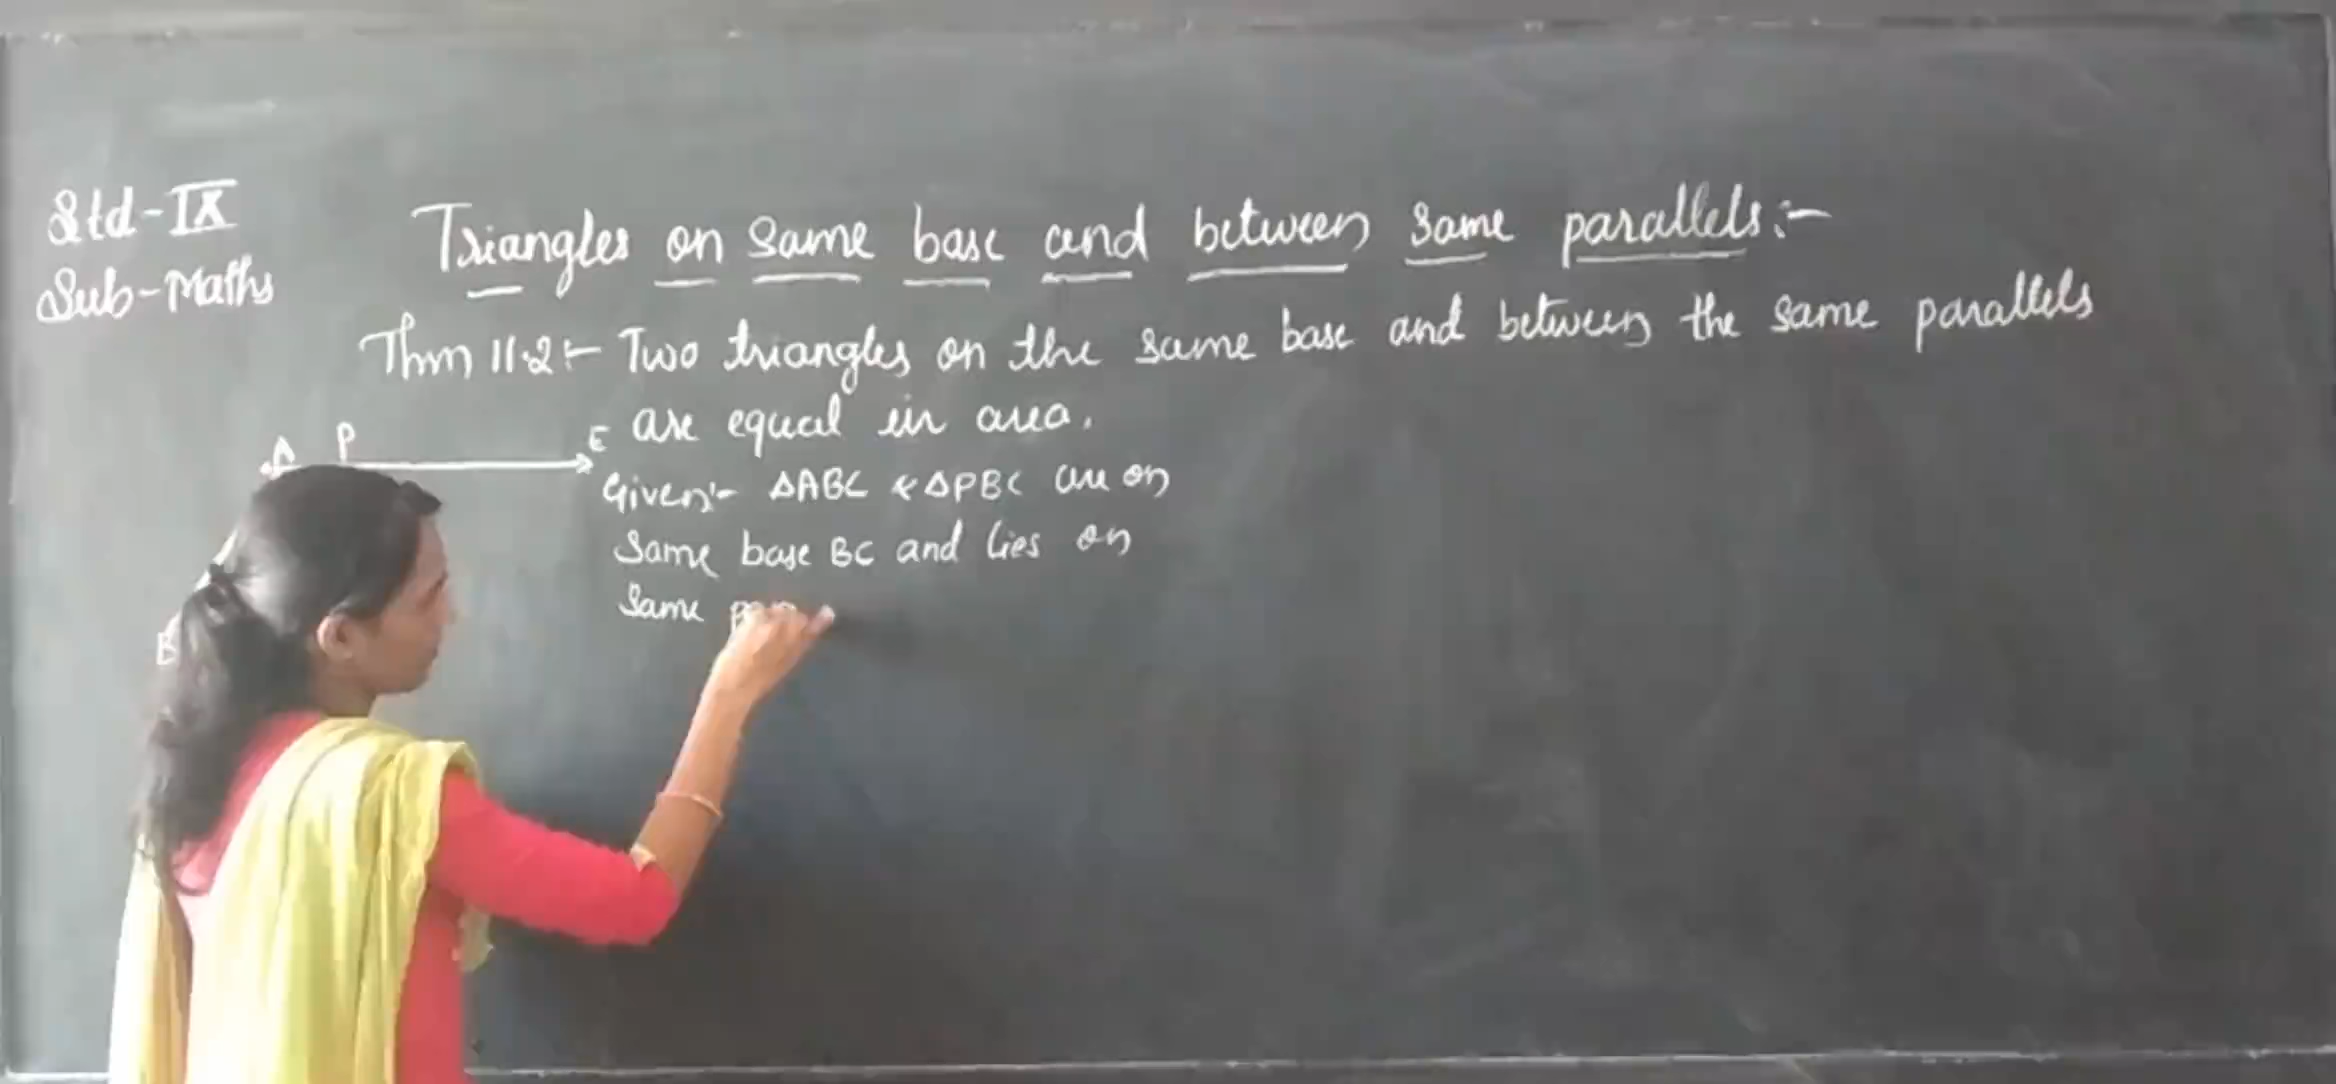 Std-IX
Sub-Maths
Triangles on same base and between same parallels:-
Thm 11.2:- Two triangles on the same base and between the same parallels
are equal in area.
A P E
Given:- ΔABC & ΔPBC are on
Same base BC and lies on
Same
B